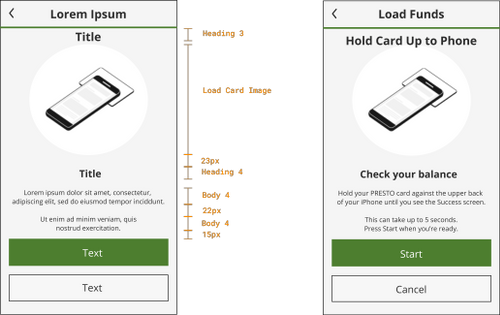 Lorem Ipsum
Title
Title
Lorem ipsum dolor sit amet, consectetur,
adipiscing elit, sed do eiusmod tempor inciddunt.
Ut enim ad minim veniam, quis
nostrud exercitation.
Text
Text
Heading 3
Load Card Image
23px
Heading 4
Body 4
22px
Body 4
15px
Load Funds
Hold Card Up to Phone
Check your balance
Hold your PRESTO card against the upper back
of your iPhone until you see the Success screen.
This can take up to 5 seconds.
Press Start when you're ready.
Start
Cancel